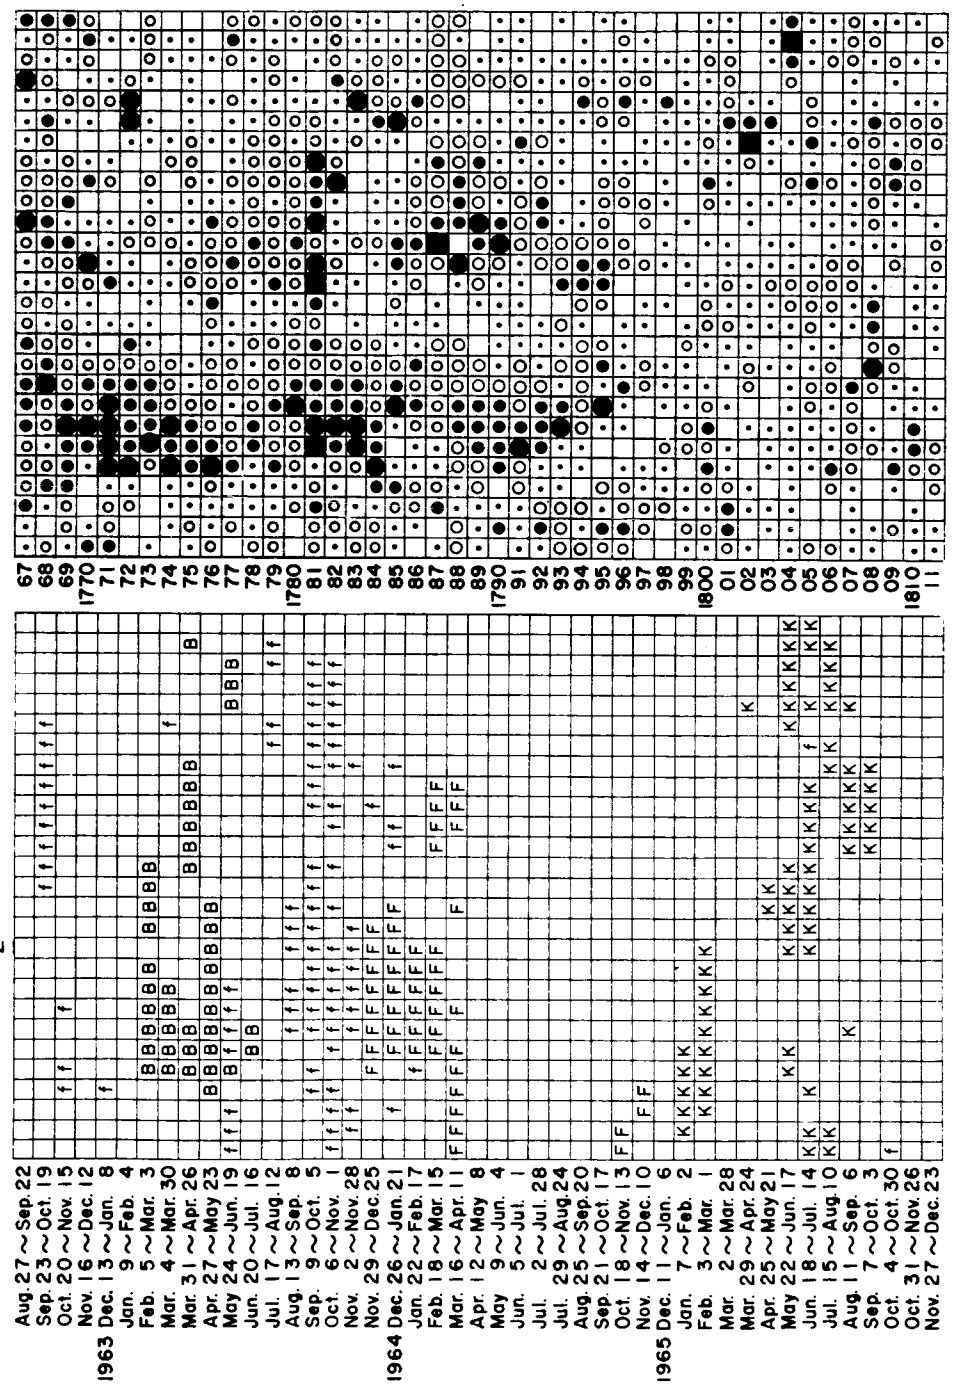 Aug. 27 ~ Sep. 22 67
Sep. 23 ~ Oct. 19 f f f f f f f f f 68
Oct. 20 ~ Nov. 15 f f f 69
Nov. 16 ~ Dec. 12 1770
1963 Dec. 13 ~ Jan. 8 f 71
Jan. 9 ~ Feb. 4 72
Feb. 5 ~ Mar. 3 B B B B B B B B B B 73
Mar. 4 ~ Mar. 30 B B B B B f 74
Mar. 31 ~ Apr. 26 B B B B B B B B B B 75
Apr. 27 ~ May 23 B B B B B B B B B B 76
May 24 ~ Jun. 19 f f f B f f f f B B B 77
Jun. 20 ~ Jul. 16 B B 78
Jul. 17 ~ Aug. 12 f f f f 79
Aug. 13 ~ Sep. 8 f f f f f f 1780
Sep. 9 ~ Oct. 5 f f f f f f f f f f f f f f f f f f f 81
Oct. 6 ~ Nov. 1 f f f f f f f f f f f f f f f f f f f f f 82
Nov. 2 ~ Nov. 28 f f f f f f f f f 83
Nov. 29 ~ Dec. 25 F F F F F F F F f 84
1964 Dec. 26 ~ Jan. 21 f F F F F F F F F f f f 85
Jan. 22 ~ Feb. 17 f F F F F F F 86
Feb. 18 ~ Mar. 15 F F F F F F F F F F 87
Mar. 16 ~ Apr. 11 F F F F F F F F F F F 88
Apr. 12 ~ May 8 89
May 9 ~ Jun. 4 1790
Jun. 5 ~ Jul. 1 91
Jul. 2 ~ Jul. 28 92
Jul. 29 ~ Aug. 24 93
Aug. 25 ~ Sep. 20 94
Sep. 21 ~ Oct. 17 95
Oct. 18 ~ Nov. 13 F F 96
Nov. 14 ~ Dec. 10 F F 97
1965 Dec. 11 ~ Jan. 6 98
Jan. 7 ~ Feb. 2 K K K K K 99
Feb. 3 ~ Mar. 1 K K K K K K K K K 1800
Mar. 2 ~ Mar. 28 01
Mar. 29 ~ Apr. 24 K 02
Apr. 25 ~ May 21 K K 03
May 22 ~ Jun. 17 K K K K K K K K K K K K K 04
Jun. 18 ~ Jul. 14 K K K K K K K K K K K K f K K K 05
Jul. 15 ~ Aug. 10 K K K K K K K K 06
Aug. 11 ~ Sep. 6 K K K K K K K 07
Sep. 7 ~ Oct. 3 K K K K K 08
Oct. 4 ~ Oct. 30 f 09
Oct. 31 ~ Nov. 26 1810
Nov. 27 ~ Dec. 23 11